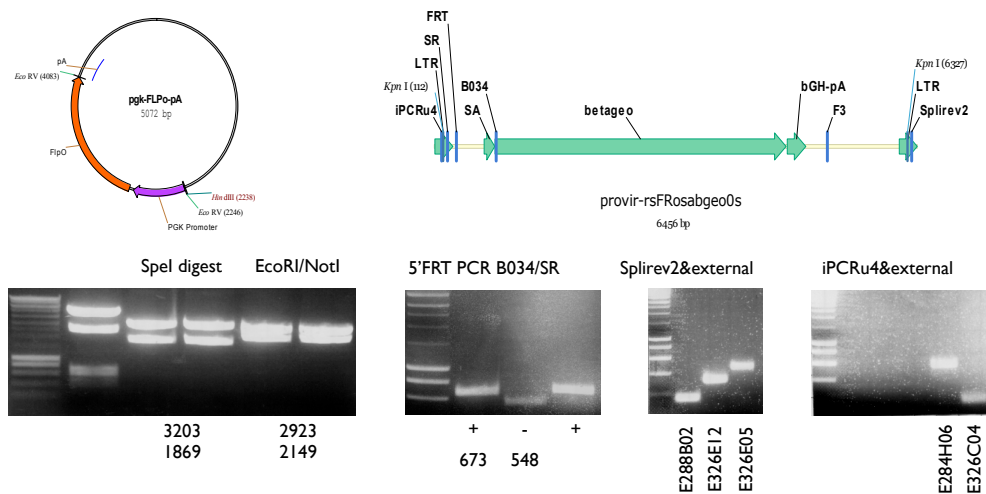 pA
Eco RV (4083)
pgk-FLPo-pA
5072 bp
FlpO
Hin dIII (2238)
Eco RV (2246)
PGK Promoter
FRT
SR
LTR
Kpn I (112)
B034
iPCRu4
SA
betageo
bGH-pA
F3
Kpn I (6327)
LTR
Splirev2
provir-rsFRosabgeo0s
6456 bp
SpeI digest
EcoRI/NotI
5'FRT PCR B034/SR
Splirev2&external
iPCRu4&external
3203
1869
2923
2149
+ - +
673 548
E288B02
E326E12
E326E05
E284H06
E326C04